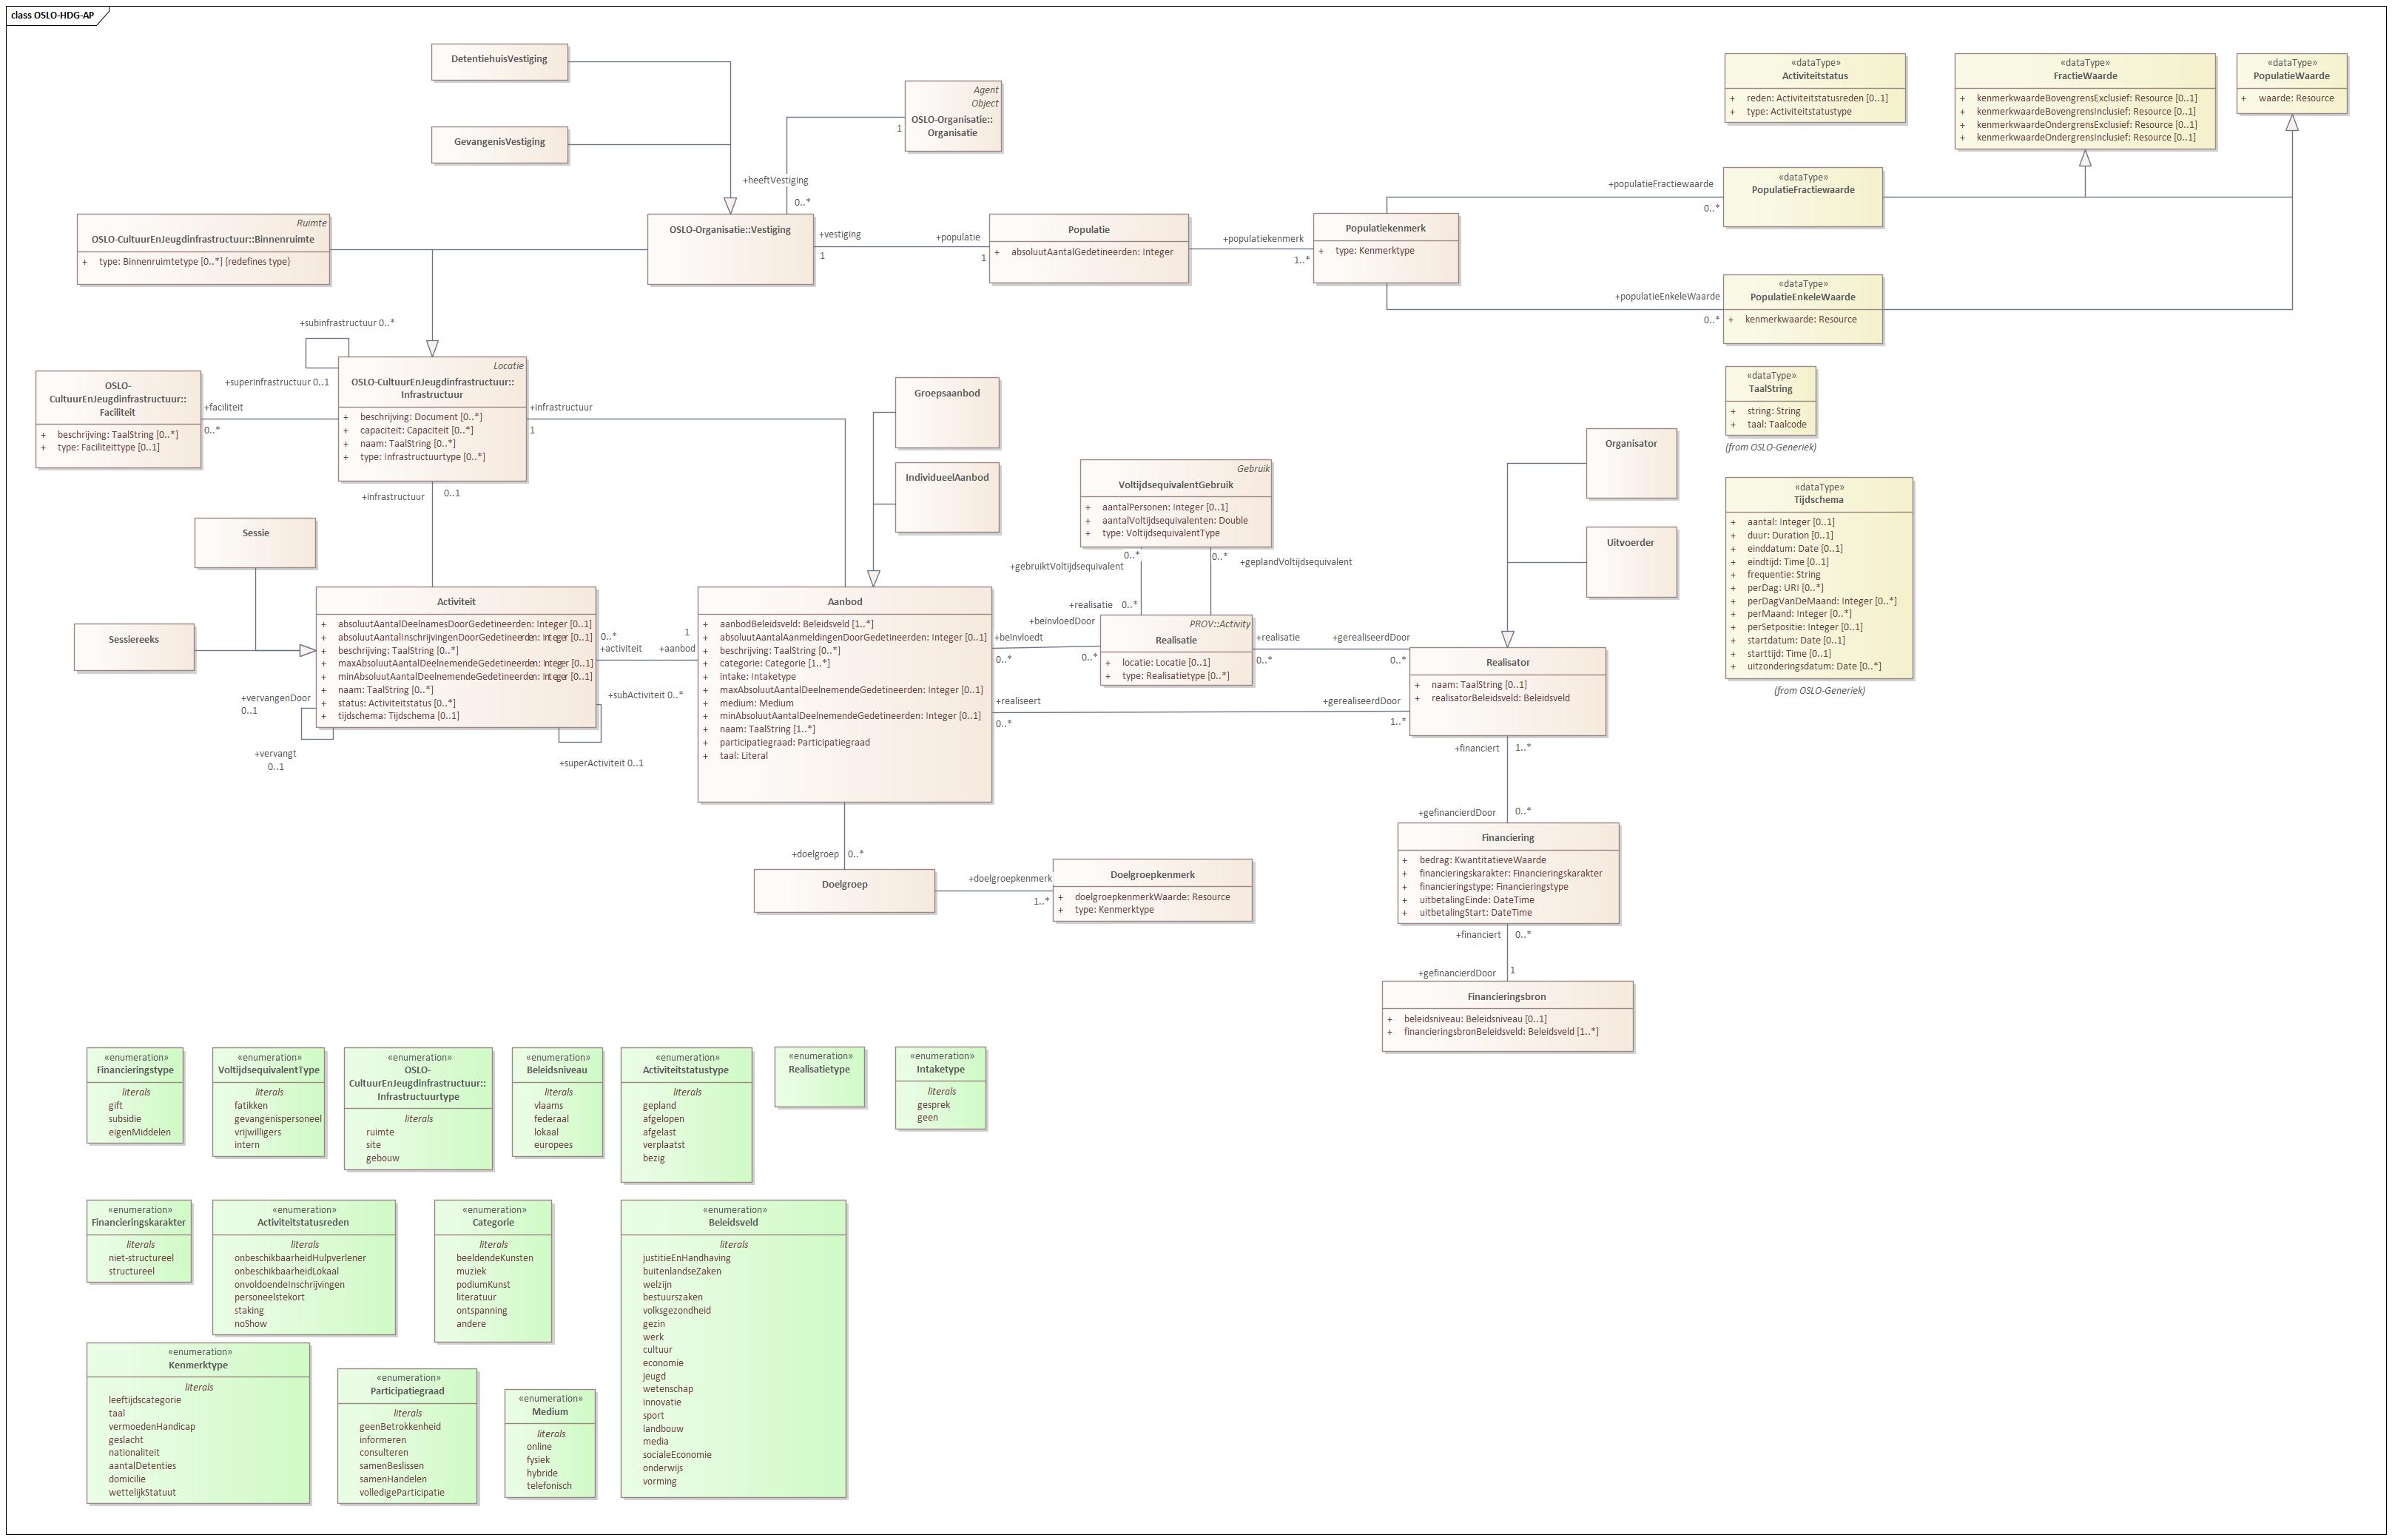 class OSLO-HDG-AP
DetentiehuisVestiging
GevangenisVestiging
Agent
Object
OSLO-Organisatie::
Organisatie
1
+heeftVestiging
0..*
«dataType»
Activiteitstatus
+ reden: Activiteitstatusreden [0..1]
+ type: Activiteitstatustype
«dataType»
FractieWaarde
+ kenmerkwaardeBovengrensExclusief: Resource [0..1]
+ kenmerkwaardeBovengrensInclusief: Resource [0..1]
+ kenmerkwaardeOndergrensExclusief: Resource [0..1]
+ kenmerkwaardeOndergrensInclusief: Resource [0..1]
«dataType»
PopulatieWaarde
+ waarde: Resource
Ruimte
OSLO-CultuurEnJeugdinfrastructuur::Binnenruimte
+ type: Binnenruimtetype [0..*] {redefines type}
OSLO-Organisatie::Vestiging
+vestiging
1
+populatie
1
Populatie
+ absoluutAantalGedetineerden: Integer
+populatiekenmerk
1..*
Populatiekenmerk
+ type: Kenmerktype
+populatieFractiewaarde
0..*
«dataType»
PopulatieFractiewaarde
+populatieEnkeleWaarde
0..*
«dataType»
PopulatieEnkeleWaarde
+ kenmerkwaarde: Resource
+subinfrastructuur 0..*
+superinfrastructuur 0..1
OSLO-
CultuurEnJeugdinfrastructuur::
Faciliteit
+ beschrijving: TaalString [0..*]
+ type: Faciliteittype [0..1]
+faciliteit
0..*
Locatie
OSLO-CultuurEnJeugdinfrastructuur::
Infrastructuur
+ beschrijving: Document [0..*]
+ capaciteit: Capaciteit [0..*]
+ naam: TaalString [0..*]
+ type: Infrastructuurtype [0..*]
+infrastructuur
1
+infrastructuur
0..1
Groepsaanbod
IndividueelAanbod
Gebruik
VoltijdsequivalentGebruik
+ aantalPersonen: Integer [0..1]
+ aantalVoltijdsequivalenten: Double
+ type: VoltijdsequivalentType
0..*
+gebruiktVoltijdsequivalent
0..*
+geplandVoltijdsequivalent
+realisatie 0..*
Organisator
Uitvoerder
«dataType»
TaalString
+ string: String
+ taal: Taalcode
(from OSLO-Generiek)
«dataType»
Tijdschema
+ aantal: Integer [0..1]
+ duur: Duration [0..1]
+ einddatum: Date [0..1]
+ eindtijd: Time [0..1]
+ frequentie: String
+ perDag: URI [0..*]
+ perDagVanDeMaand: Integer [0..*]
+ perMaand: Integer [0..*]
+ perSetpositie: Integer [0..1]
+ startdatum: Date [0..1]
+ starttijd: Time [0..1]
+ uitzonderingsdatum: Date [0..*]
(from OSLO-Generiek)
Sessie
Sessiereeks
Activiteit
+ absoluutAantalDeelnamesDoorGedetineerden: Integer [0..1]
+ absoluutAantalInschrijvingenDoorGedetineerden: Integer [0..1]
+ beschrijving: TaalString [0..*]
+ maxAbsoluutAantalDeelnemendeGedetineerden: Integer [0..1]
+ minAbsoluutAantalDeelnemendeGedetineerden: Integer [0..1]
+ naam: TaalString [0..*]
+ status: Activiteitstatus [0..*]
+ tijdschema: Tijdschema [0..1]
+vervangenDoor
0..1
+vervangt
0..1
0..*
+activiteit
1
+aanbod
+subActiviteit 0..*
+superActiviteit 0..1
Aanbod
+ aanbodBeleidsveld: Beleidsveld [1..*]
+ absoluutAantalAanmeldingenDoorGedetineerden: Integer [0..1]
+ beschrijving: TaalString [0..*]
+ categorie: Categorie [1..*]
+ intake: Intaketype
+ maxAbsoluutAantalDeelnemendeGedetineerden: Integer [0..1]
+ medium: Medium
+ minAbsoluutAantalDeelnemendeGedetineerden: Integer [0..1]
+ naam: TaalString [1..*]
+ participatiegraad: Participatiegraad
+ taal: Literal
+beïnvloedt
0..*
+beïnvloedDoor
0..*
PROV::Activity
Realisatie
+ locatie: Locatie [0..1]
+ type: Realisatietype [0..*]
+realisatie
0..*
+gerealiseerdDoor
0..*
+realiseert
0..*
+gerealiseerdDoor
1..*
Realisator
+ naam: TaalString [0..1]
+ realisatorBeleidsveld: Beleidsveld
+financiert
1..*
+gefinancierdDoor
0..*
Financiering
+ bedrag: KwantitatieveWaarde
+ financieringskarakter: Financieringskarakter
+ financieringstype: Financieringstype
+ uitbetalingEinde: DateTime
+ uitbetalingStart: DateTime
+financiert
0..*
+gefinancierdDoor
1
Financieringsbron
+ beleidsniveau: Beleidsniveau [0..1]
+ financieringsbronBeleidsveld: Beleidsveld [1..*]
+doelgroep
0..*
Doelgroep
+doelgroepkenmerk
1..*
Doelgroepkenmerk
+ doelgroepkenmerkWaarde: Resource
+ type: Kenmerktype
«enumeration»
Financieringstype
literals
gift
subsidie
eigenMiddelen
«enumeration»
VoltijdsequivalentType
literals
fatikken
gevangenispersoneel
vrijwilligers
intern
«enumeration»
OSLO-
CultuurEnJeugdinfrastructuur::
Infrastructuurtype
literals
ruimte
site
gebouw
«enumeration»
Beleidsniveau
literals
vlaams
federaal
lokaal
europees
«enumeration»
Activiteitstatustype
literals
gepland
afgelopen
afgelast
verplaatst
bezig
«enumeration»
Realisatietype
«enumeration»
Intaketype
literals
gesprek
geen
«enumeration»
Financieringskarakter
literals
niet-structureel
structureel
«enumeration»
Activiteitstatusreden
literals
onbeschikbaarheidHulpverlener
onbeschikbaarheidLokaal
onvoldoendeInschrijvingen
personeelstekort
staking
noShow
«enumeration»
Categorie
literals
beeldendeKunsten
muziek
podiumKunst
literatuur
ontspanning
andere
«enumeration»
Beleidsveld
literals
justitieEnHandhaving
buitenlandseZaken
welzijn
bestuurszaken
volksgezondheid
gezin
werk
cultuur
economie
jeugd
wetenschap
innovatie
sport
landbouw
media
socialeEconomie
onderwijs
vorming
«enumeration»
Kenmerktype
literals
leeftijdscategorie
taal
vermoedenHandicap
geslacht
nationaliteit
aantalDetenties
domicilie
wettelijkStatuut
«enumeration»
Participatiegraad
literals
geenBetrokkenheid
informeren
consulteren
samenBeslissen
samenHandelen
volledigeParticipatie
«enumeration»
Medium
literals
online
fysiek
hybride
telefonisch